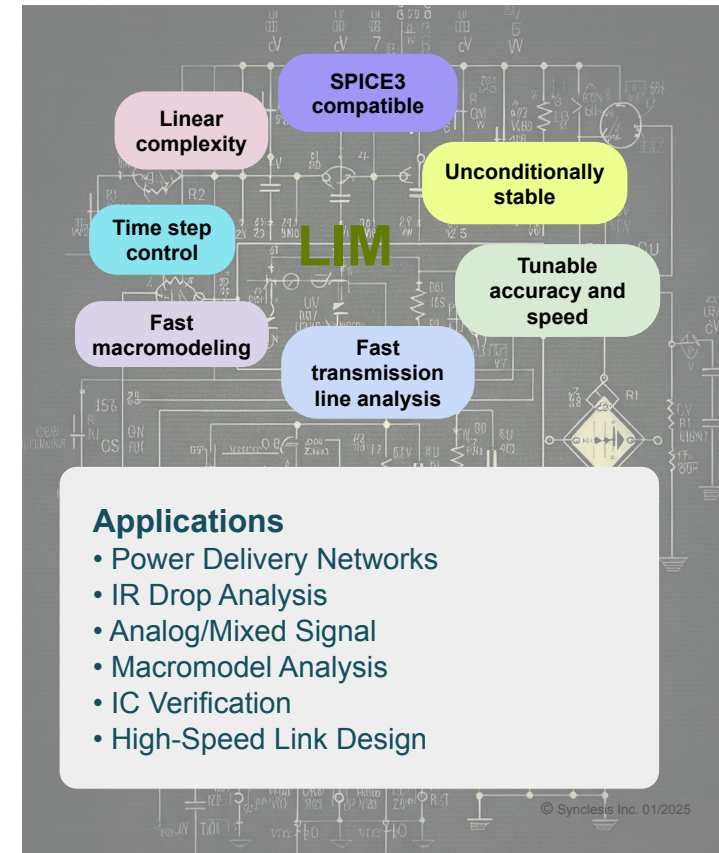 SPICE3
compatible
Linear
complexity
Unconditionally
stable
Time step
control
LIM
Tunable
accuracy and
speed
Fast
macromodeling
Fast
transmission
line analysis
Applications
• Power Delivery Networks
• IR Drop Analysis
• Analog/Mixed Signal
• Macromodel Analysis
• IC Verification
• High-Speed Link Design
© Synclesis Inc. 01/2025